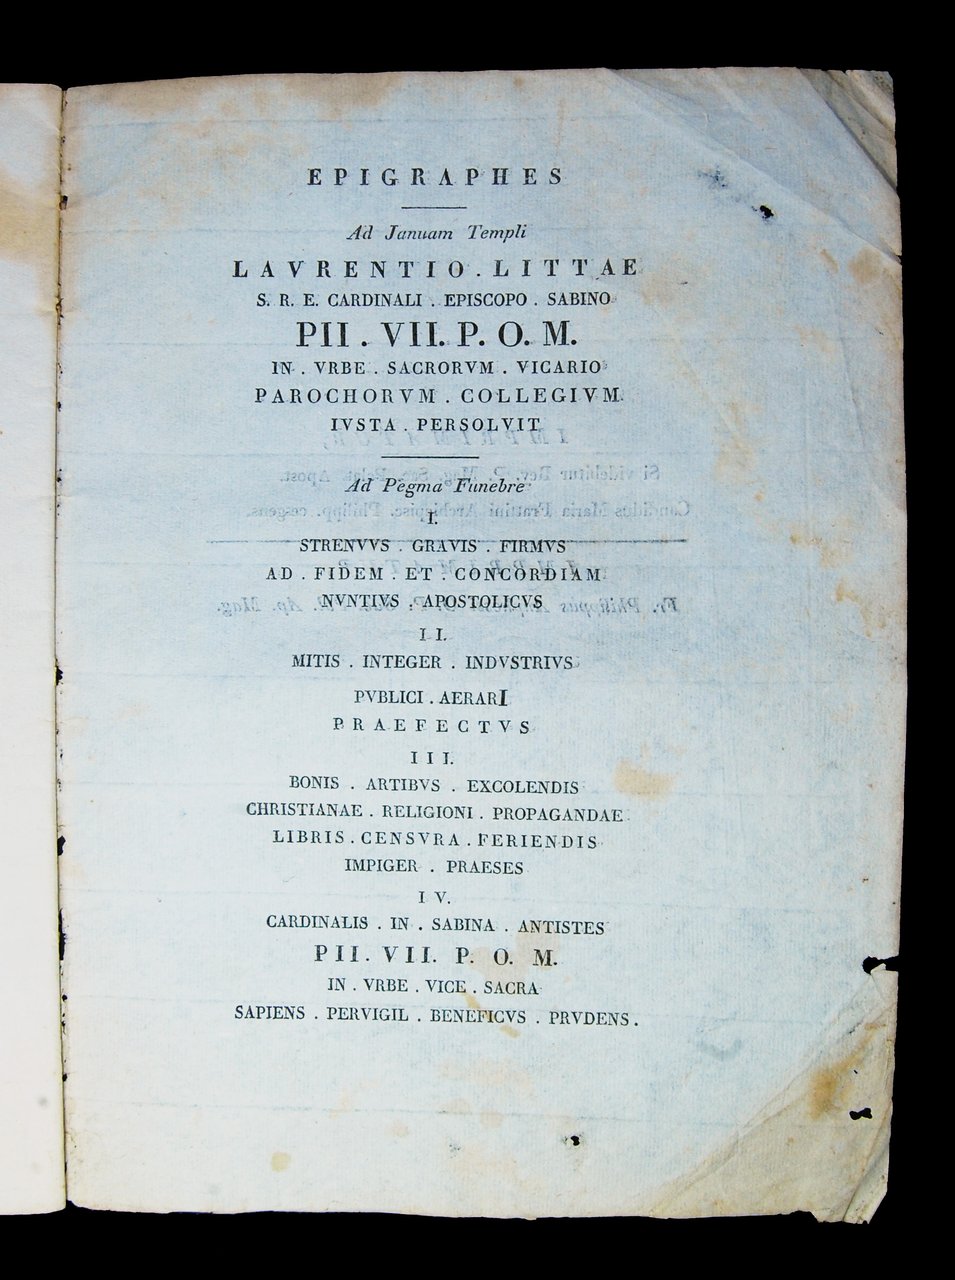 EPIGRAPHES
Ad Januam Templi
LAVRENTIO . LITTAE
S. R. E. CARDINALI . EPISCOPO . SABINO
PII . VII. P. O. M.
IN . VRBE . SACRORVM . VICARIO
PAROCHORVM . COLLEGIVM
IVSTA . PERSOLVIT
Ad Pegma Funebre
I.
STRENVVS . GRAVIS . FIRMVS
AD . FIDEM . ET . CONCORDIAM
NVNTIVS . APOSTOLICVS
II.
MITIS . INTEGER . INDVSTRIVS
PVBLICI . AERARI
PRAEFECTVS
III.
BONIS . ARTIBVS . EXCOLENDIS
CHRISTIANAE . RELIGIONI . PROPAGANDAE
LIBRIS . CENSVRA . FERIENDIS
IMPIGER . PRAESES
IV.
CARDINALIS . IN . SABINA . ANTISTES
PII. VII. P. O. M.
IN . VRBE . VICE . SACRA
SAPIENS . PERVIGIL . BENEFICVS . PRVDENS .